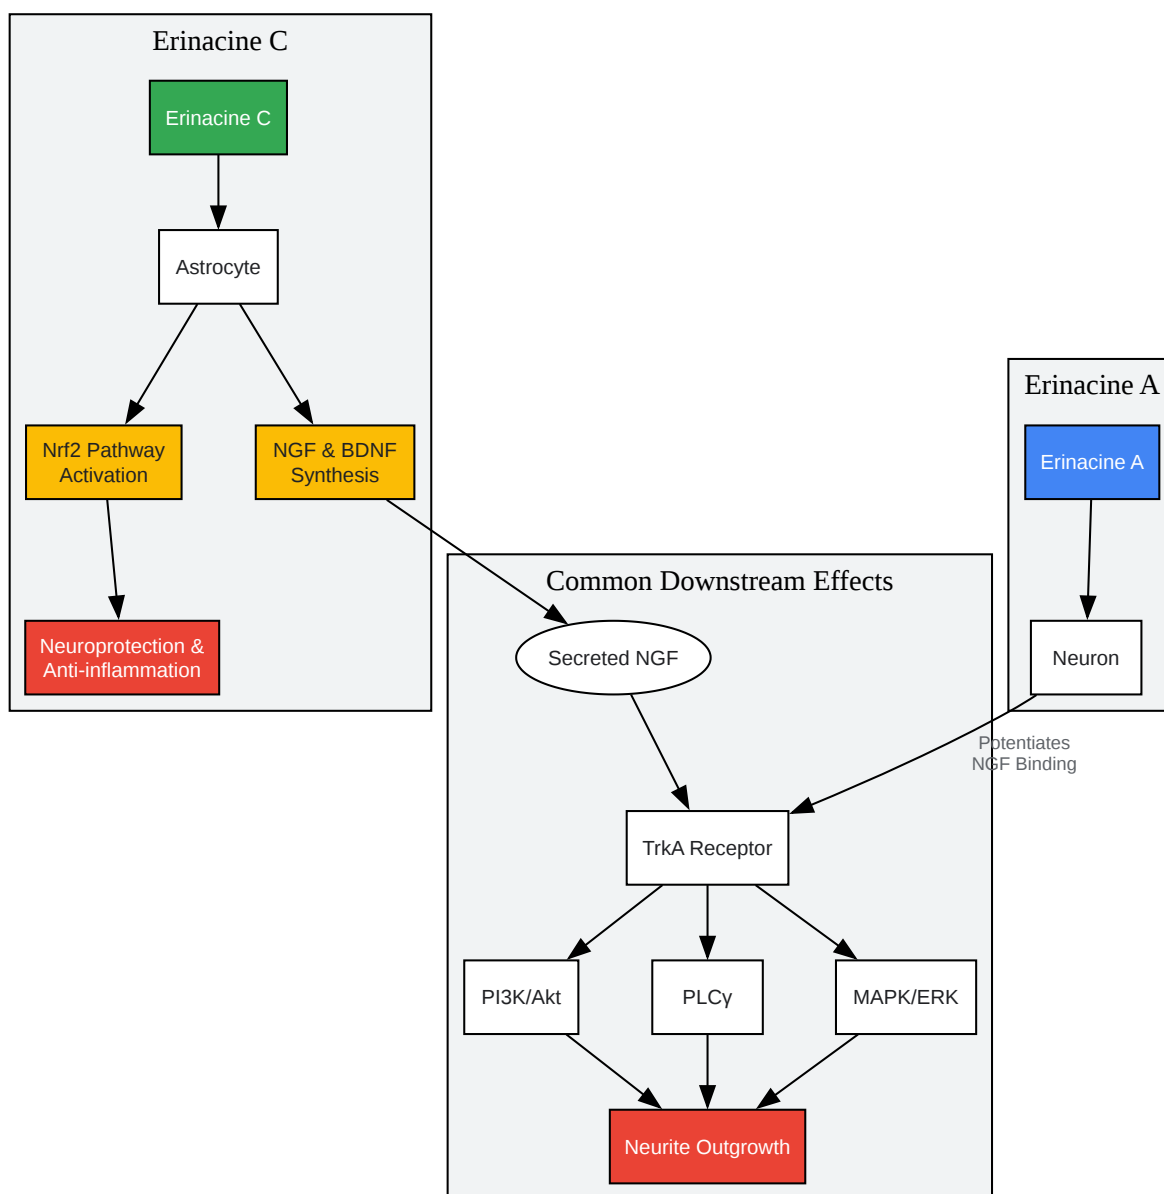 Erinacine C
Erinacine C
Astrocyte
Nrf2 Pathway
Activation
NGF & BDNF
Synthesis
Neuroprotection &
Anti-inflammation
Erinacine A
Erinacine A
Neuron
Potentiates
NGF Binding
Common Downstream Effects
Secreted NGF
TrkA Receptor
PI3K/Akt
PLCγ
MAPK/ERK
Neurite Outgrowth